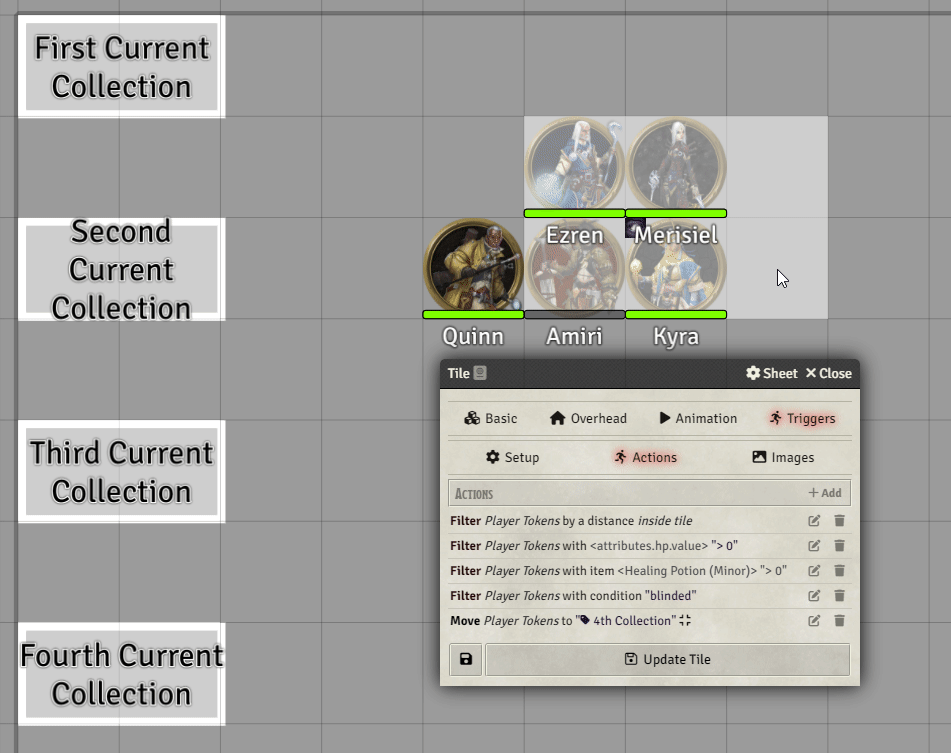 First Current
Collection
Ezren
Merisiel
Second
Current
Collection
Quinn
Amiri
Kyra
Tile
Sheet
Close
Basic
Overhead
Animation
Triggers
Setup
Actions
Images
Actions
+ Add
Filter Player Tokens by a distance inside tile
Filter Player Tokens with <attributes.hp.value> "> 0"
Filter Player Tokens with item <Healing Potion (Minor)> "> 0"
Filter Player Tokens with condition "blinded"
Move Player Tokens to "4th Collection"
Update Tile
Third Current
Collection
Fourth Current
Collection